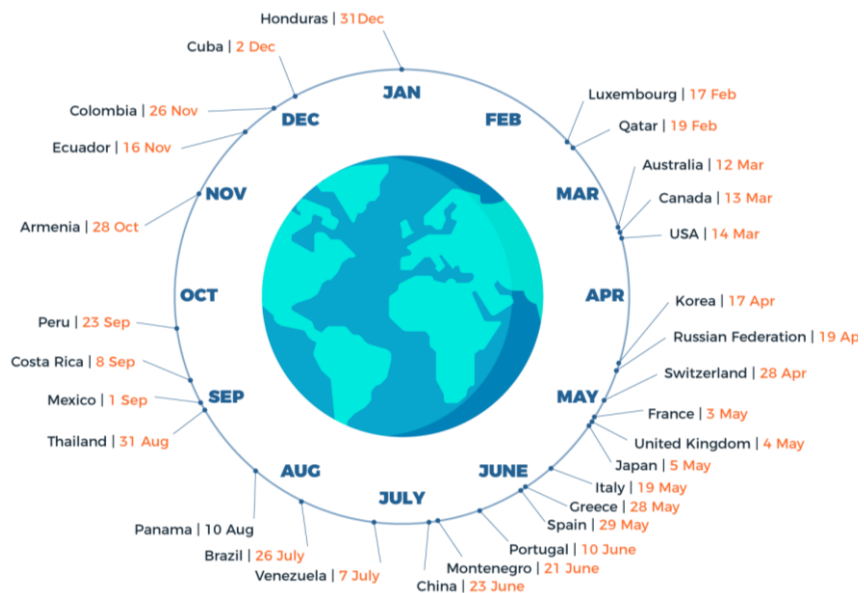 Honduras | 31Dec
Cuba | 2 Dec
Colombia | 26 Nov
Ecuador | 16 Nov
Armenia | 28 Oct
Peru | 23 Sep
Costa Rica | 8 Sep
Mexico | 1 Sep
Thailand | 31 Aug
Panama | 10 Aug
Brazil | 26 July
Venezuela | 7 July
Luxembourg | 17 Feb
Qatar | 19 Feb
Australia | 12 Mar
Canada | 13 Mar
USA | 14 Mar
Korea | 17 Apr
Russian Federation | 19 Ap
Switzerland | 28 Apr
France | 3 May
United Kingdom | 4 May
Japan | 5 May
Italy | 19 May
Greece | 28 May
Spain | 29 May
Portugal | 10 June
Montenegro | 21 June
China | 23 June
JAN
FEB
MAR
APR
MAY
JUNE
JULY
AUG
SEP
OCT
NOV
DEC